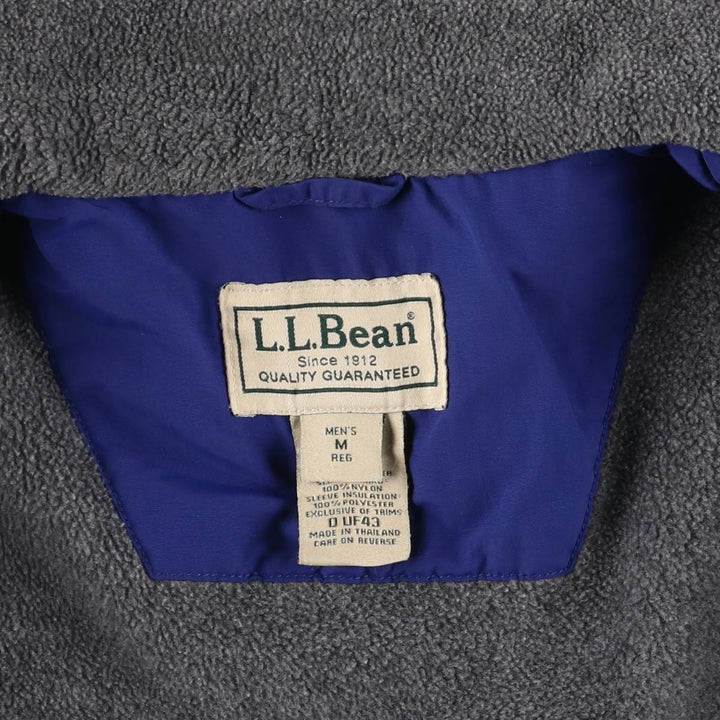 L.L.Bean®
Since 1912
QUALITY GUARANTEED
MEN'S
M
REG
100% NYLON
SLEEVE INSULATION:
100% POLYESTER
EXCLUSIVE OF TRIMS
0 UF43
MADE IN THAILAND
CARE ON REVERSE